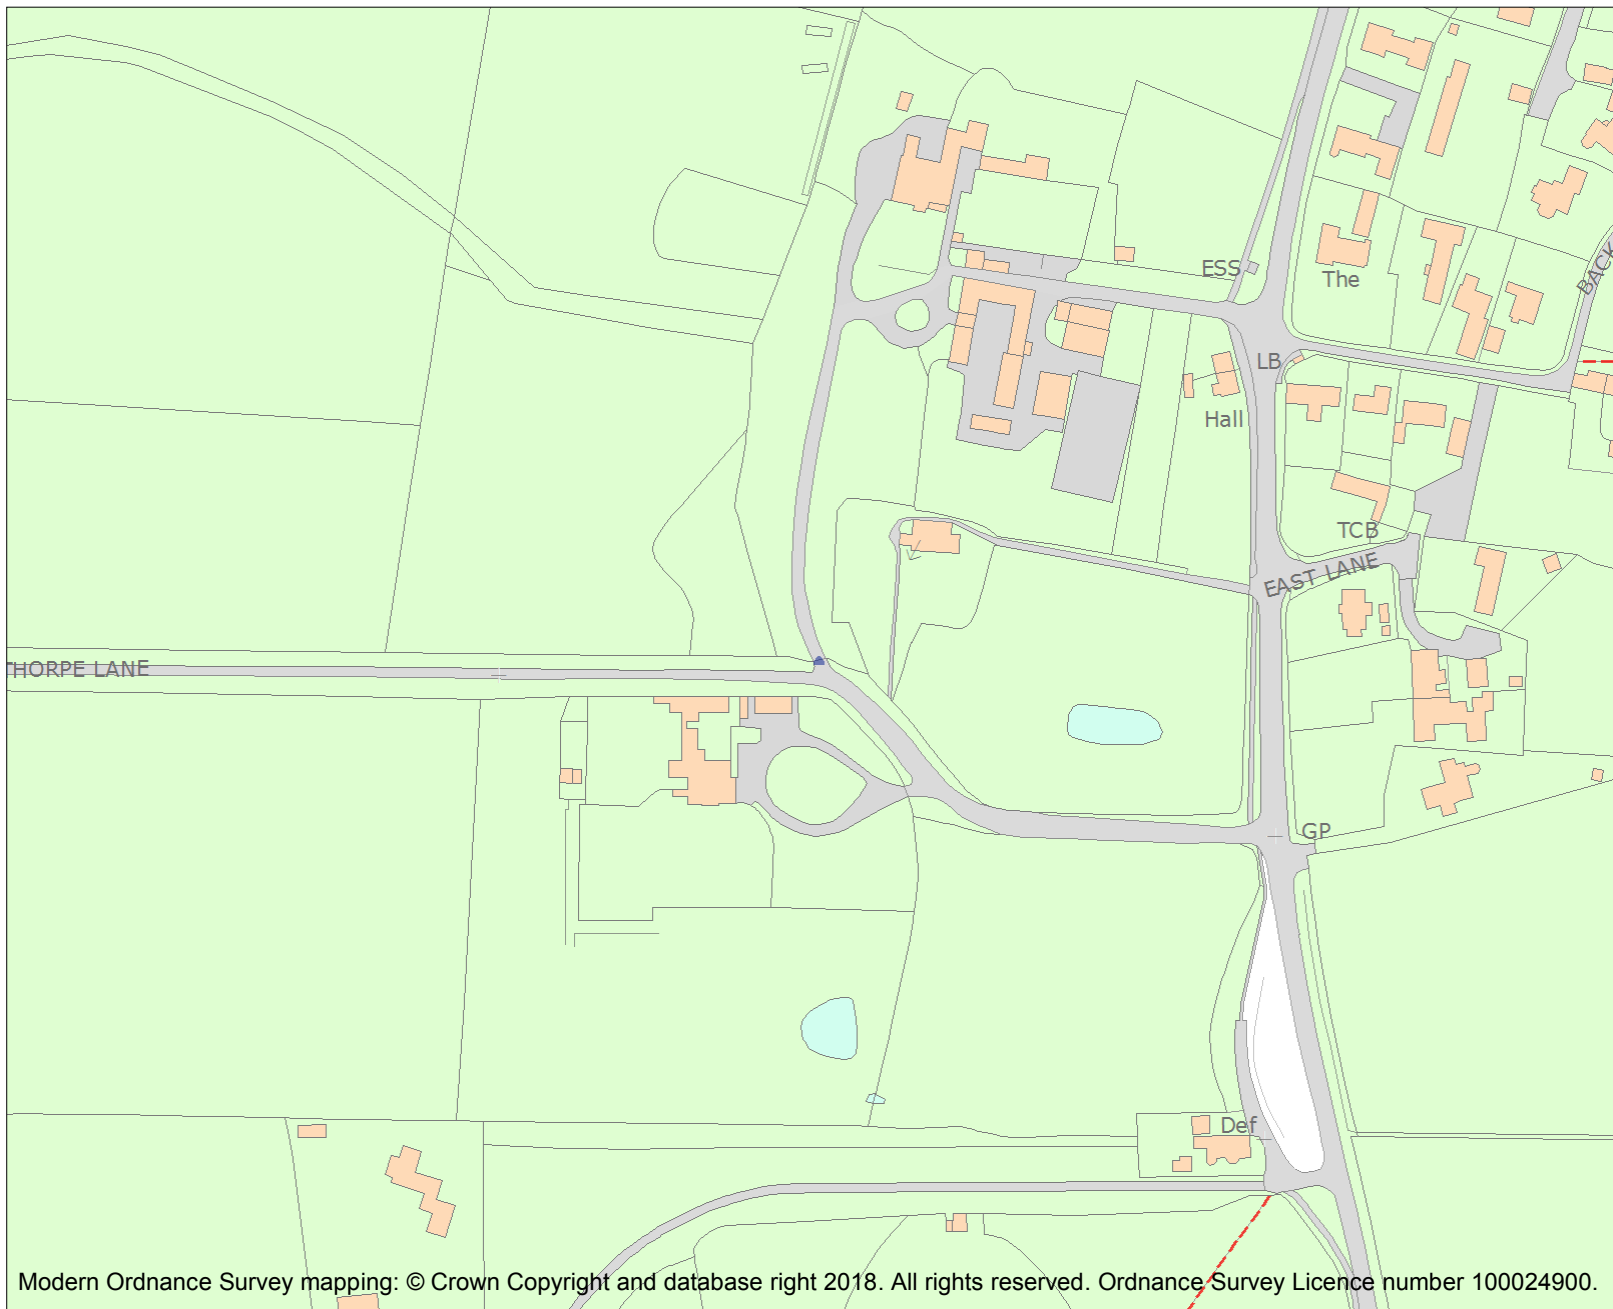 ESS
The
BACK
LB
Hall
TCB
EAST LANE
THORPE LANE
GP
Def
Modern Ordnance Survey mapping: © Crown Copyright and database right 2018. All rights reserved. Ordnance Survey Licence number 100024900.